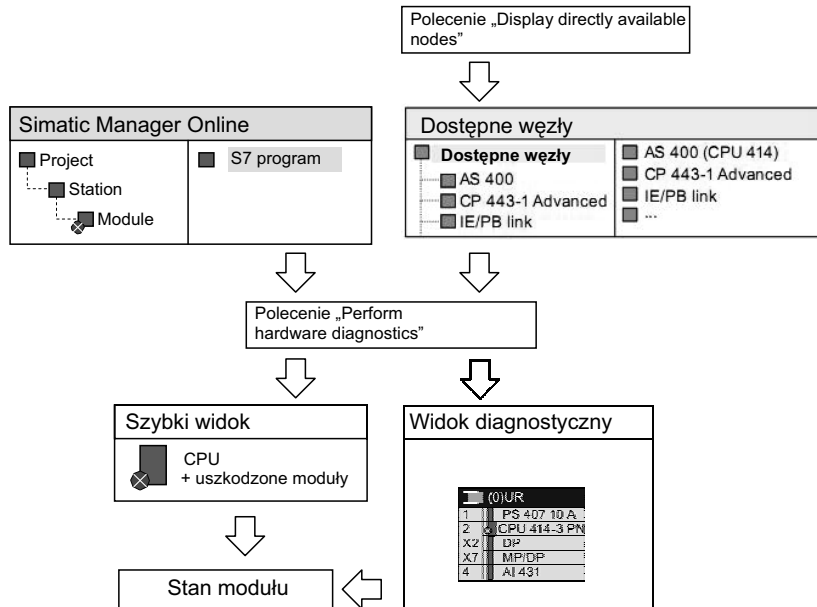 Polecenie „Display directly available
nodes”
Simatic Manager Online
Project
Station
Module
S7 program
Dostępne węzły
Dostępne węzły
AS 400
CP 443-1 Advanced
IE/PB link
AS 400 (CPU 414)
CP 443-1 Advanced
IE/PB link
...
Polecenie „Perform
hardware diagnostics”
Szybki widok
CPU
+ uszkodzone moduły
Widok diagnostyczny
(0)UR
1 PS 407 10 A
2 CPU 414-3 PN
X2 DP
X7 MP/DP
4 AI 431
Stan modułu